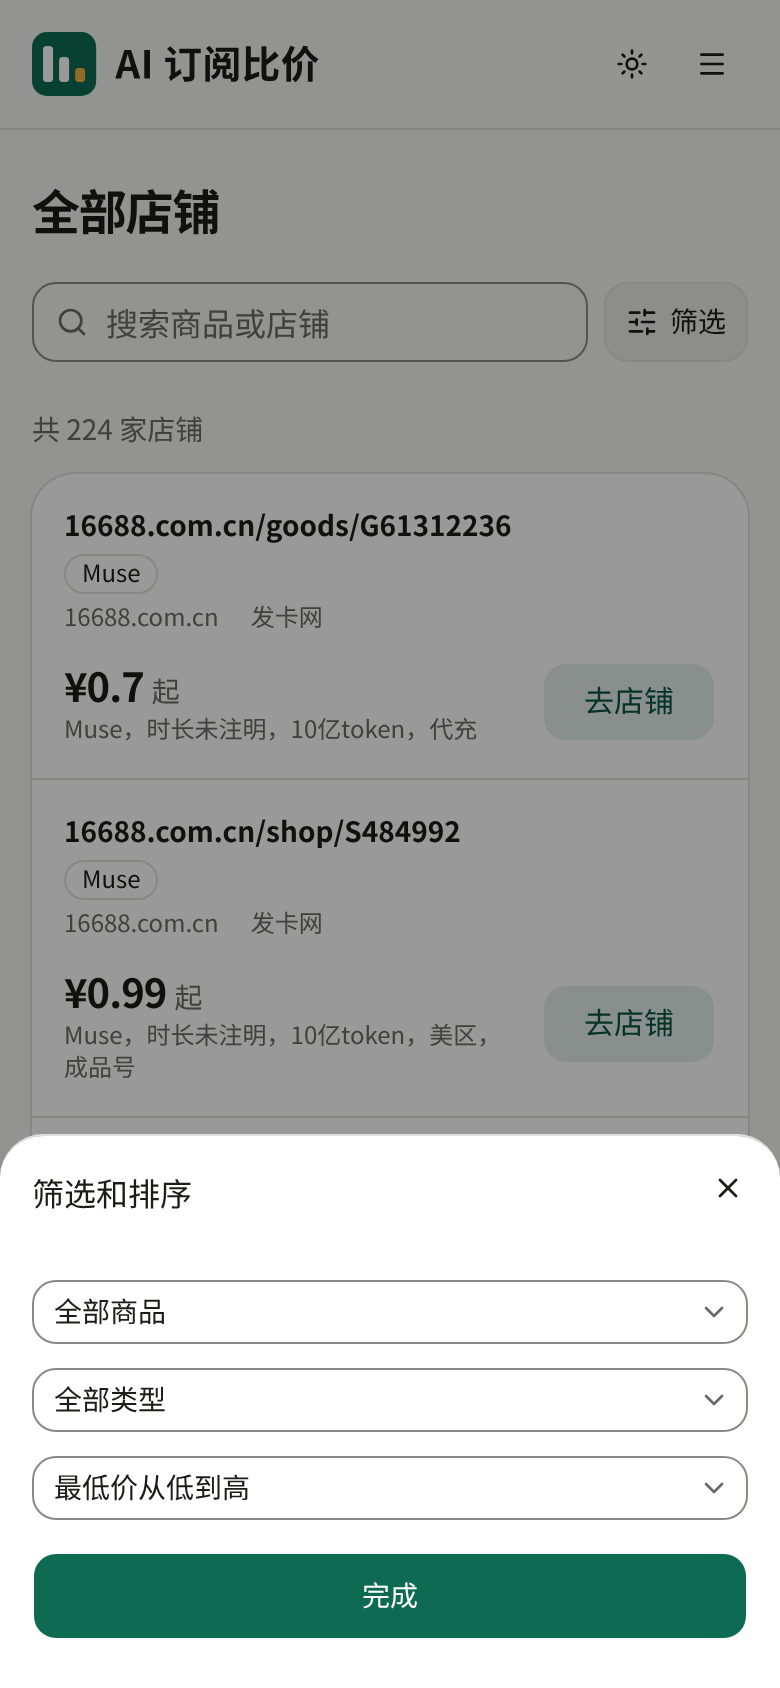 AI 订阅比价
全部店铺
搜索商品或店铺
筛选
共 224 家店铺
16688.com.cn/goods/G61312236
Muse
16688.com.cn 发卡网
¥0.7 起
去店铺
Muse，时长未注明，10亿token，代充
16688.com.cn/shop/S484992
Muse
16688.com.cn 发卡网
¥0.99 起
去店铺
Muse，时长未注明，10亿token，美区，
成品号
筛选和排序
全部商品
全部类型
最低价从低到高
完成